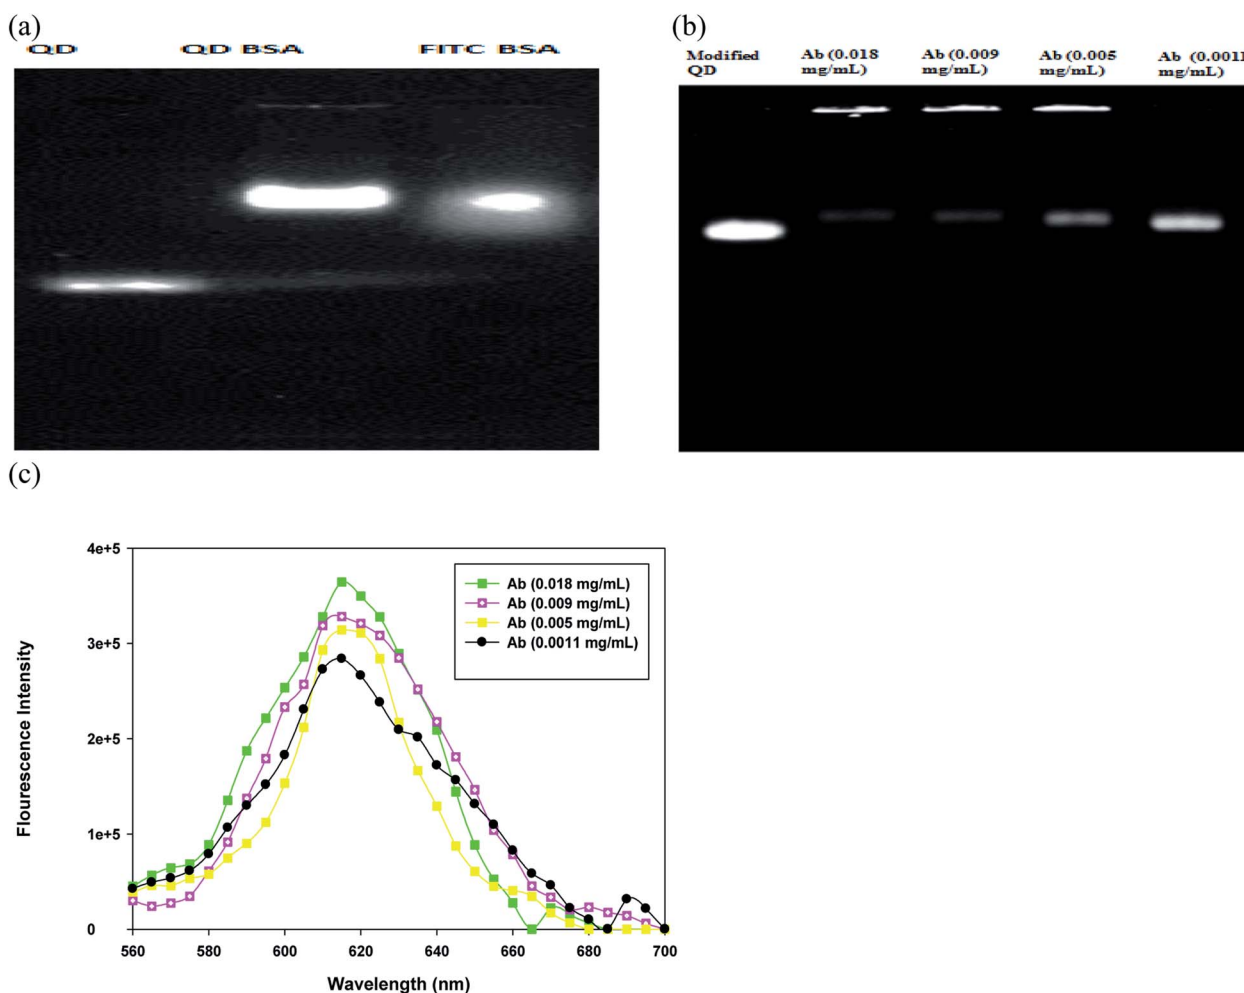 (a)
QD QD BSA FITC BSA
(b)
Modified QD
Ab (0.018 mg/mL)
Ab (0.009 mg/mL)
Ab (0.005 mg/mL)
Ab (0.0011 mg/mL)
(c)
4e+5
3e+5
2e+5
1e+5
0
Flourescence Intensity
Ab (0.018 mg/mL)
Ab (0.009 mg/mL)
Ab (0.005 mg/mL)
Ab (0.0011 mg/mL)
560 580 600 620 640 660 680 700
Wavelength (nm)